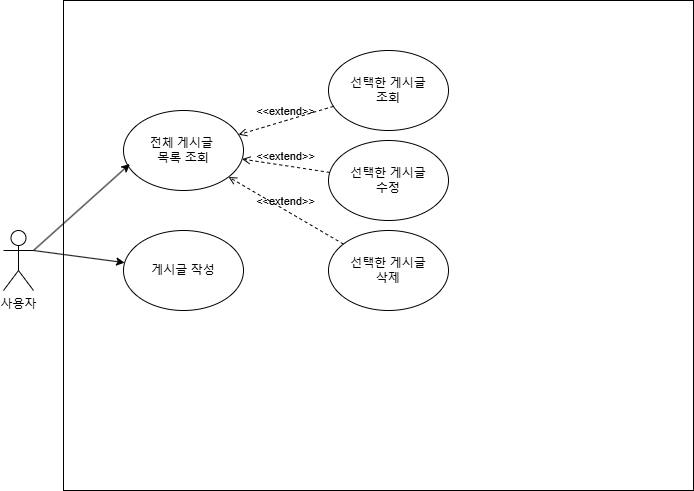 선택한 게시글
조회
<<extend>>
전체 게시글
목록 조회
<<extend>>
선택한 게시글
수정
<<extend>>
게시글 작성
선택한 게시글
삭제
사용자